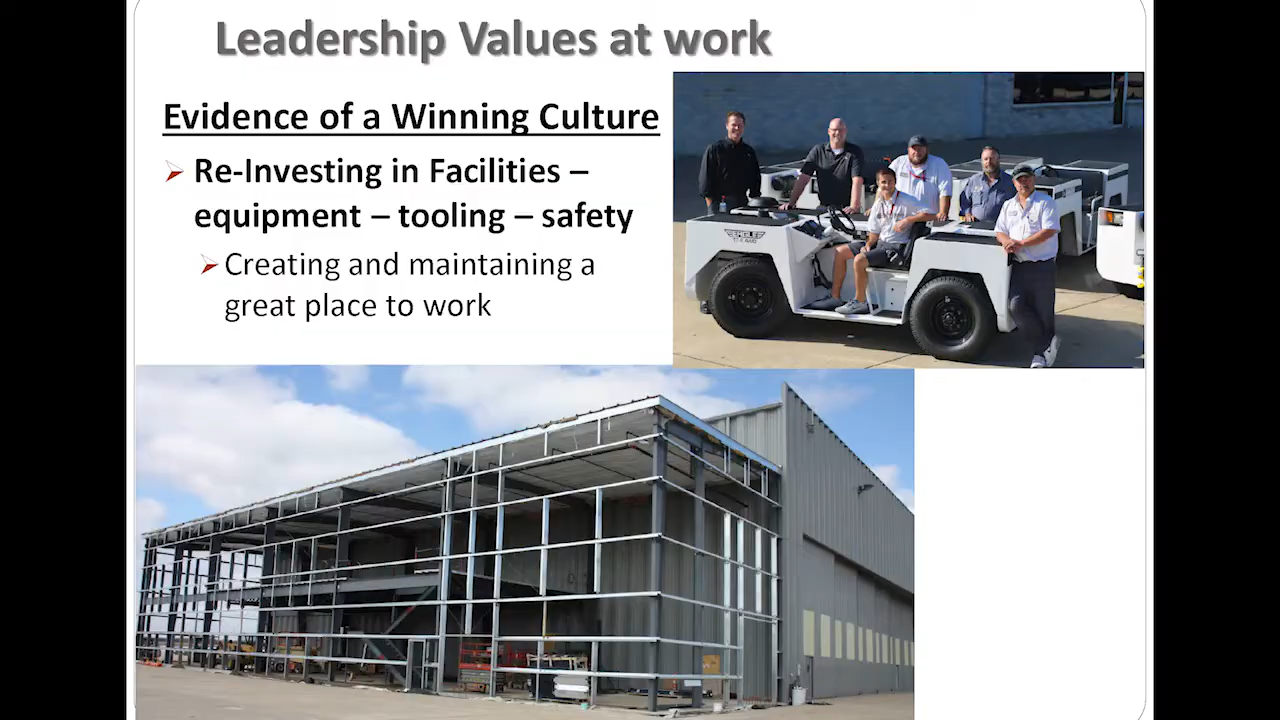 Leadership Values at work
Evidence of a Winning Culture
Re-Investing in Facilities –
equipment – tooling – safety
Creating and maintaining a
great place to work
EAGLE